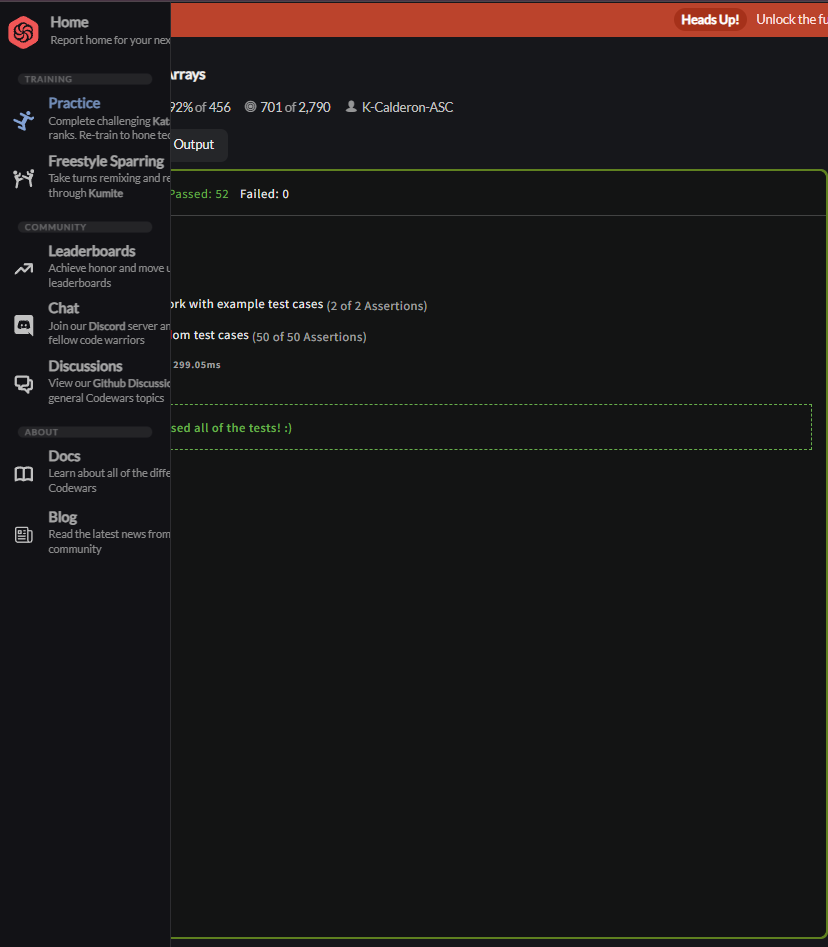 Home
Report home for your nex
TRAINING
Practice
Complete challenging Kat
ranks. Re-train to hone tec
Freestyle Sparring
Take turns remixing and re
through Kumite
COMMUNITY
Leaderboards
Achieve honor and move u
leaderboards
Chat
Join our Discord server an
fellow code warriors
Discussions
View our Github Discussio
general Codewars topics
ABOUT
Docs
Learn about all of the diffe
Codewars
Blog
Read the latest news from
community
Heads Up! Unlock the fu
Arrays
92% of 456 701 of 2,790 K-Calderon-ASC
Output
Passed: 52 Failed: 0
ork with example test cases (2 of 2 Assertions)
om test cases (50 of 50 Assertions)
299.05ms
sed all of the tests! :)